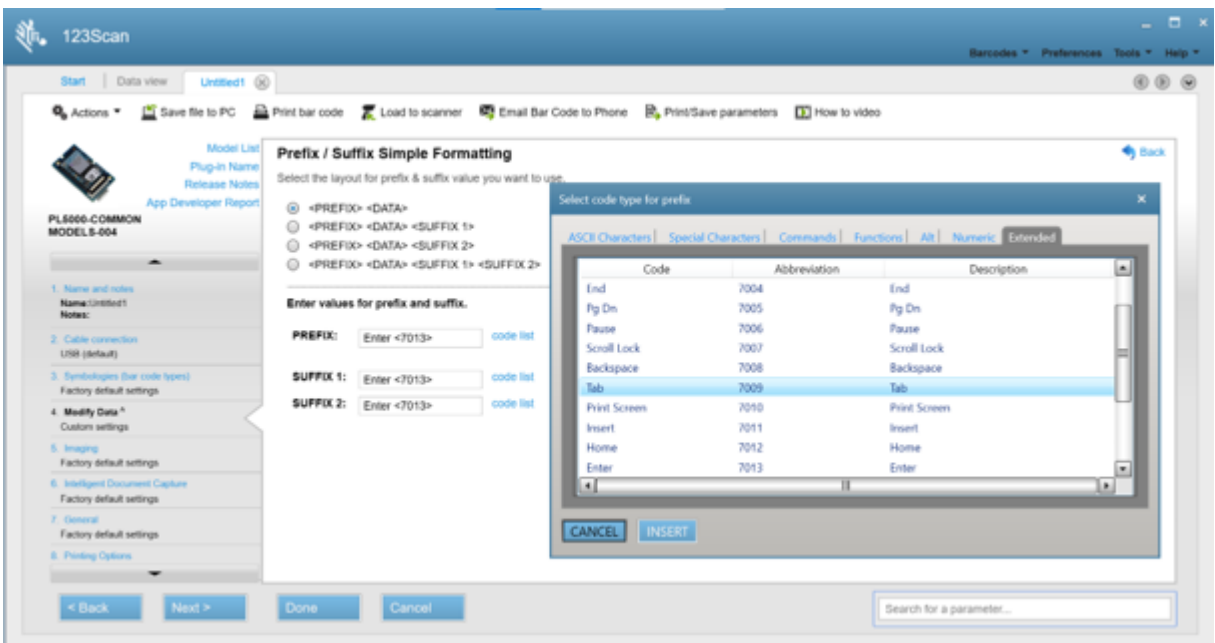 123Scan
Barcodes Preferences Tools Help
Start Data view Untitled1
Actions Save file to PC Print bar code Load to scanner Email Bar Code to Phone Print/Save parameters How to video
Model List
Plug-in Name
Release Notes
App Developer Report
PL5000-COMMON
MODELS-004
1. Name and notes
Name:Untitled1
Notes:
2. Cable connection
USB (default)
3. Symbologies (bar code types)
Factory default settings
4. Modify Data ^
Custom settings
5. Imaging
Factory default settings
6. Intelligent Document Capture
Factory default settings
7. General
Factory default settings
8. Printing Options
Prefix / Suffix Simple Formatting
Back
Select the layout for prefix & suffix value you want to use.
<PREFIX> <DATA>
<PREFIX> <DATA> <SUFFIX 1>
<PREFIX> <DATA> <SUFFIX 2>
<PREFIX> <DATA> <SUFFIX 1> <SUFFIX 2>
Enter values for prefix and suffix.
PREFIX: Enter <7013> code list
SUFFIX 1: Enter <7013> code list
SUFFIX 2: Enter <7013> code list
Select code type for prefix
ASCII Characters Special Characters Commands Functions Alt Numeric Extended
Code Abbreviation Description
End 7004 End
Pg Dn 7005 Pg Dn
Pause 7006 Pause
Scroll Lock 7007 Scroll Lock
Backspace 7008 Backspace
Tab 7009 Tab
Print Screen 7010 Print Screen
Insert 7011 Insert
Home 7012 Home
Enter 7013 Enter
CANCEL INSERT
< Back Next > Done Cancel
Search for a parameter...